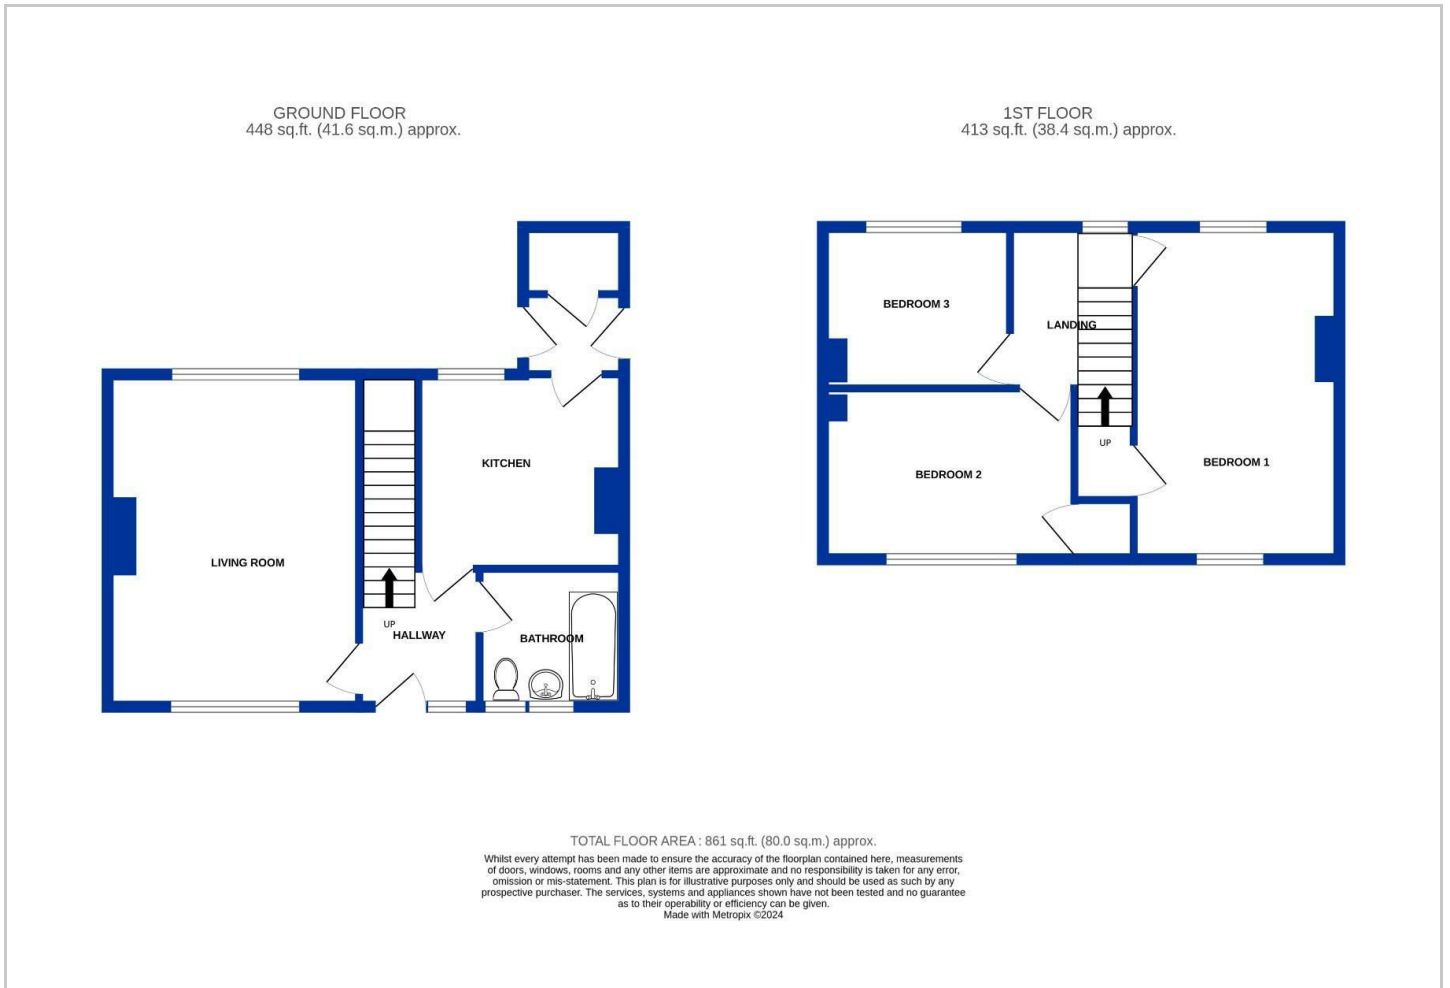 GROUND FLOOR
448 sq.ft. (41.6 sq.m.) approx.
1ST FLOOR
413 sq.ft. (38.4 sq.m.) approx.
KITCHEN
LIVING ROOM
UP
HALLWAY
BATHROOM
BEDROOM 3
LANDING
UP
BEDROOM 2
BEDROOM 1
TOTAL FLOOR AREA : 861 sq.ft. (80.0 sq.m.) approx.
Whilst every attempt has been made to ensure the accuracy of the floorplan contained here, measurements
of doors, windows, rooms and any other items are approximate and no responsibility is taken for any error,
omission or mis-statement. This plan is for illustrative purposes only and should be used as such by any
prospective purchaser. The services, systems and appliances shown have not been tested and no guarantee
as to their operability or efficiency can be given.
Made with Metropix ©2024